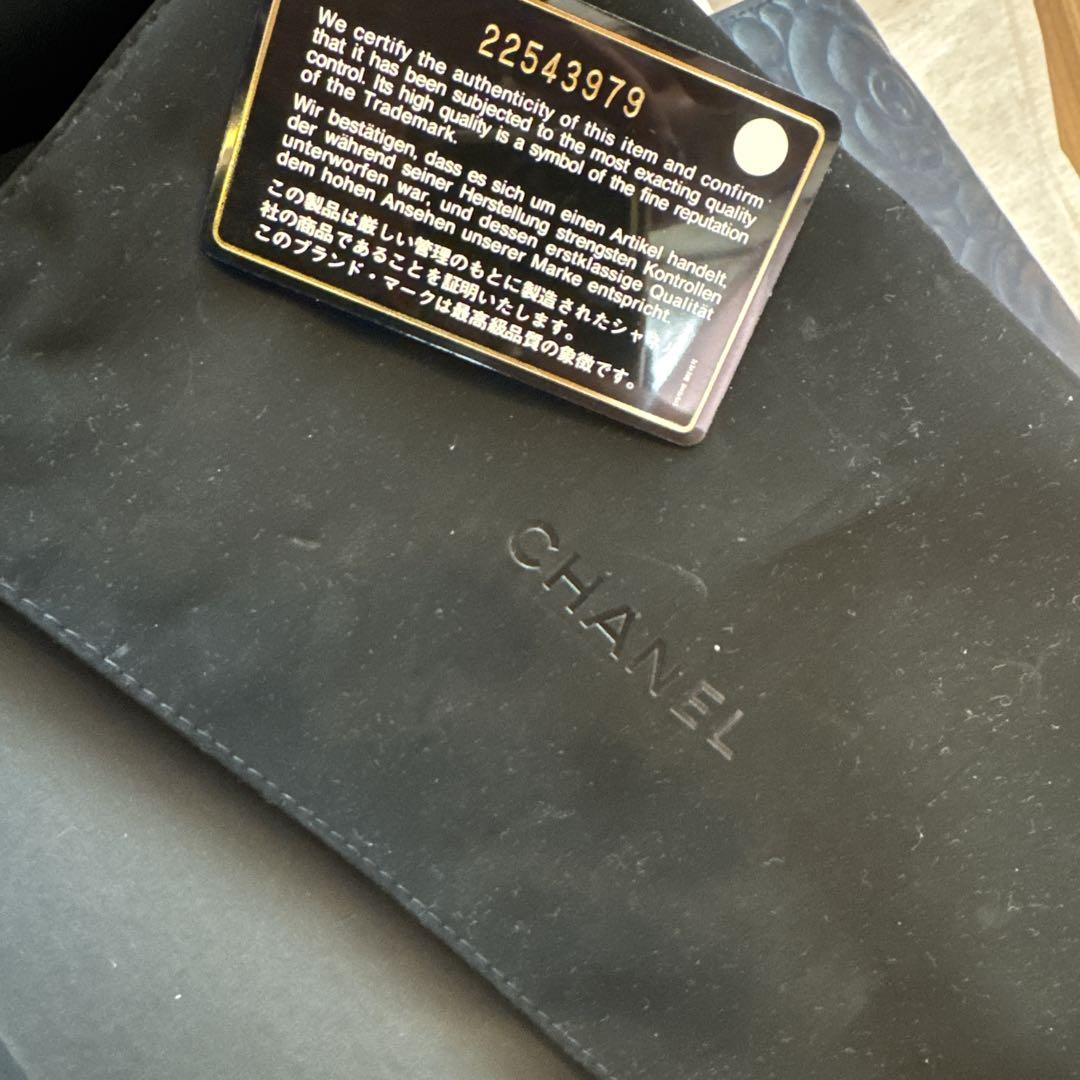 22543979
We certify the authenticity of this item and confirm
that it has been subjected to the most exacting quality
control. Its high quality is a symbol of the fine reputation
of the Trademark.
Wir bestätigen, dass es sich um einen Artikel handelt,
der während seiner Herstellung strengsten Kontrollen
unterworfen war, und dessen erstklassige Qualität
dem hohen Ansehen unserer Marke entspricht.
この製品は厳しい管理のもとに製造されたシャネル
社の商品であることを証明いたします。
このブランド・マークは最高級品質の象徴です。
CHANEL